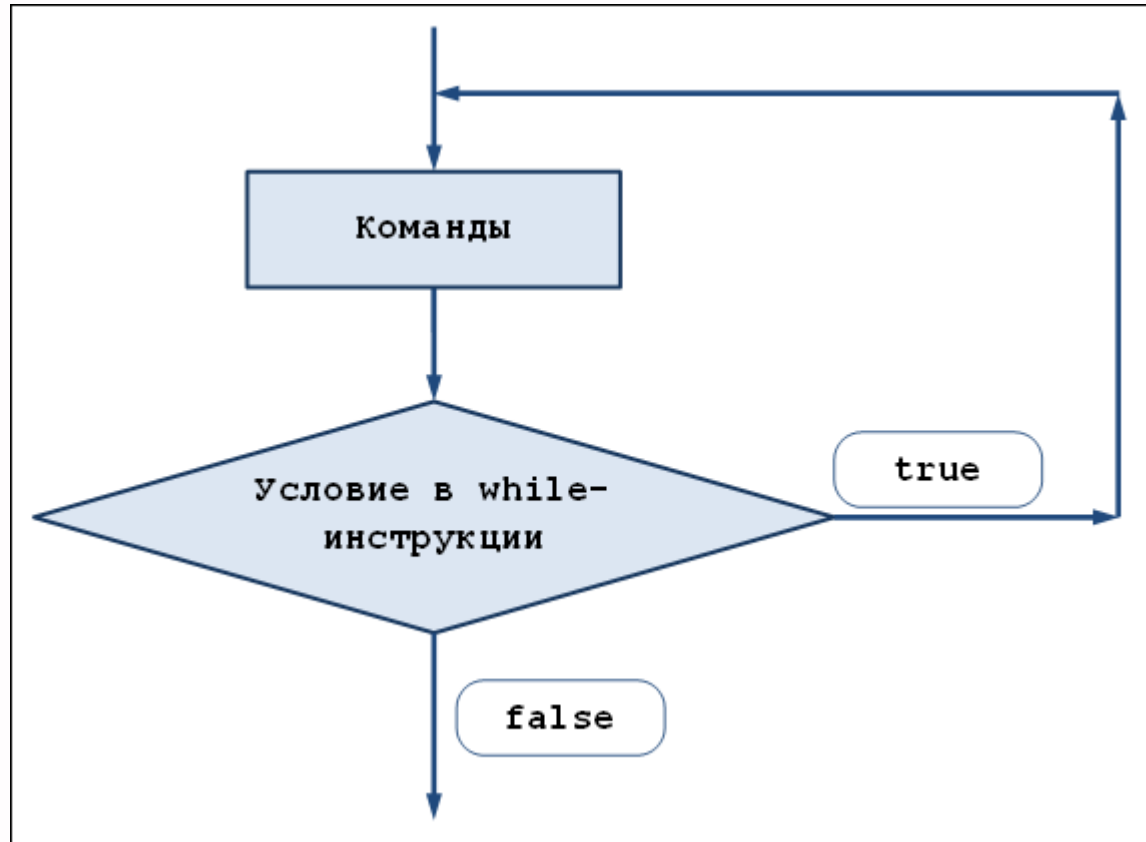 Команды
Условие в while-
инструкции
true
false